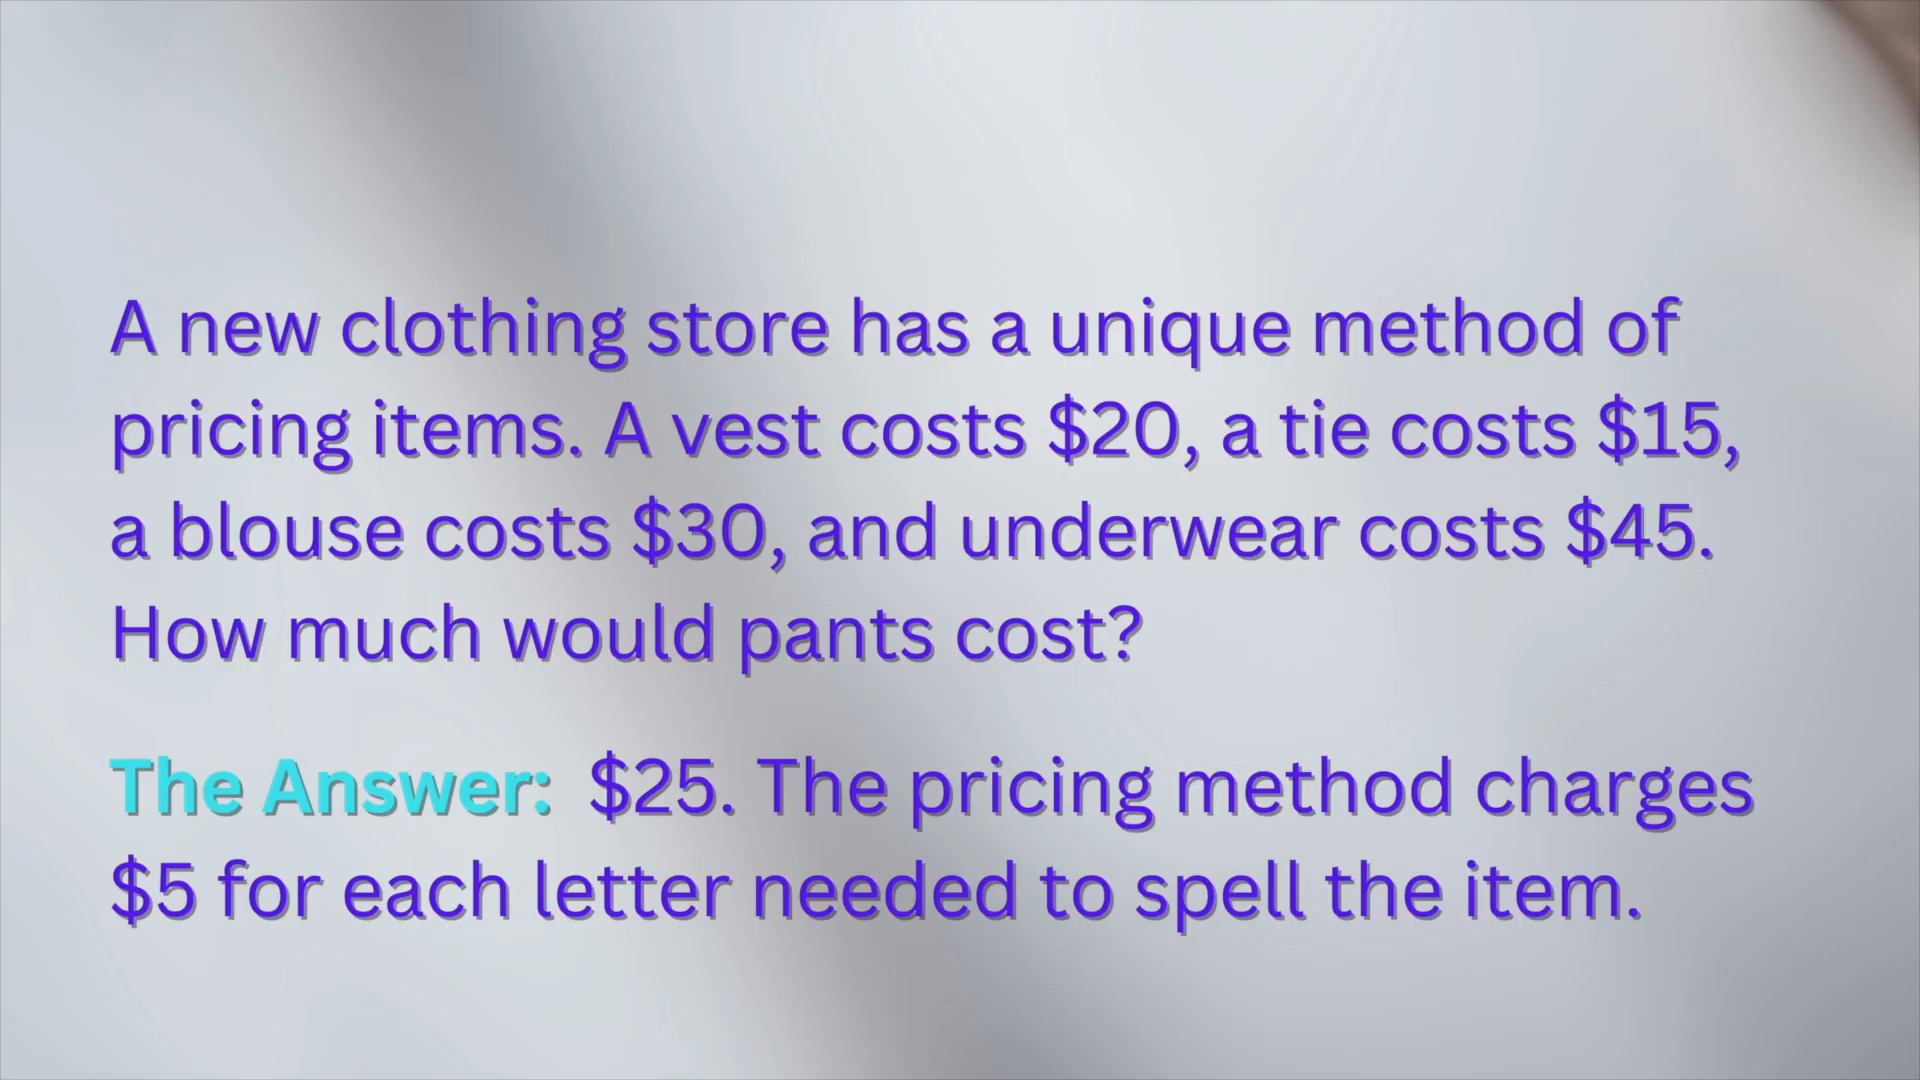 A new clothing store has a unique method of
pricing items. A vest costs $20, a tie costs $15,
a blouse costs $30, and underwear costs $45.
How much would pants cost?
The Answer: $25. The pricing method charges
$5 for each letter needed to spell the item.